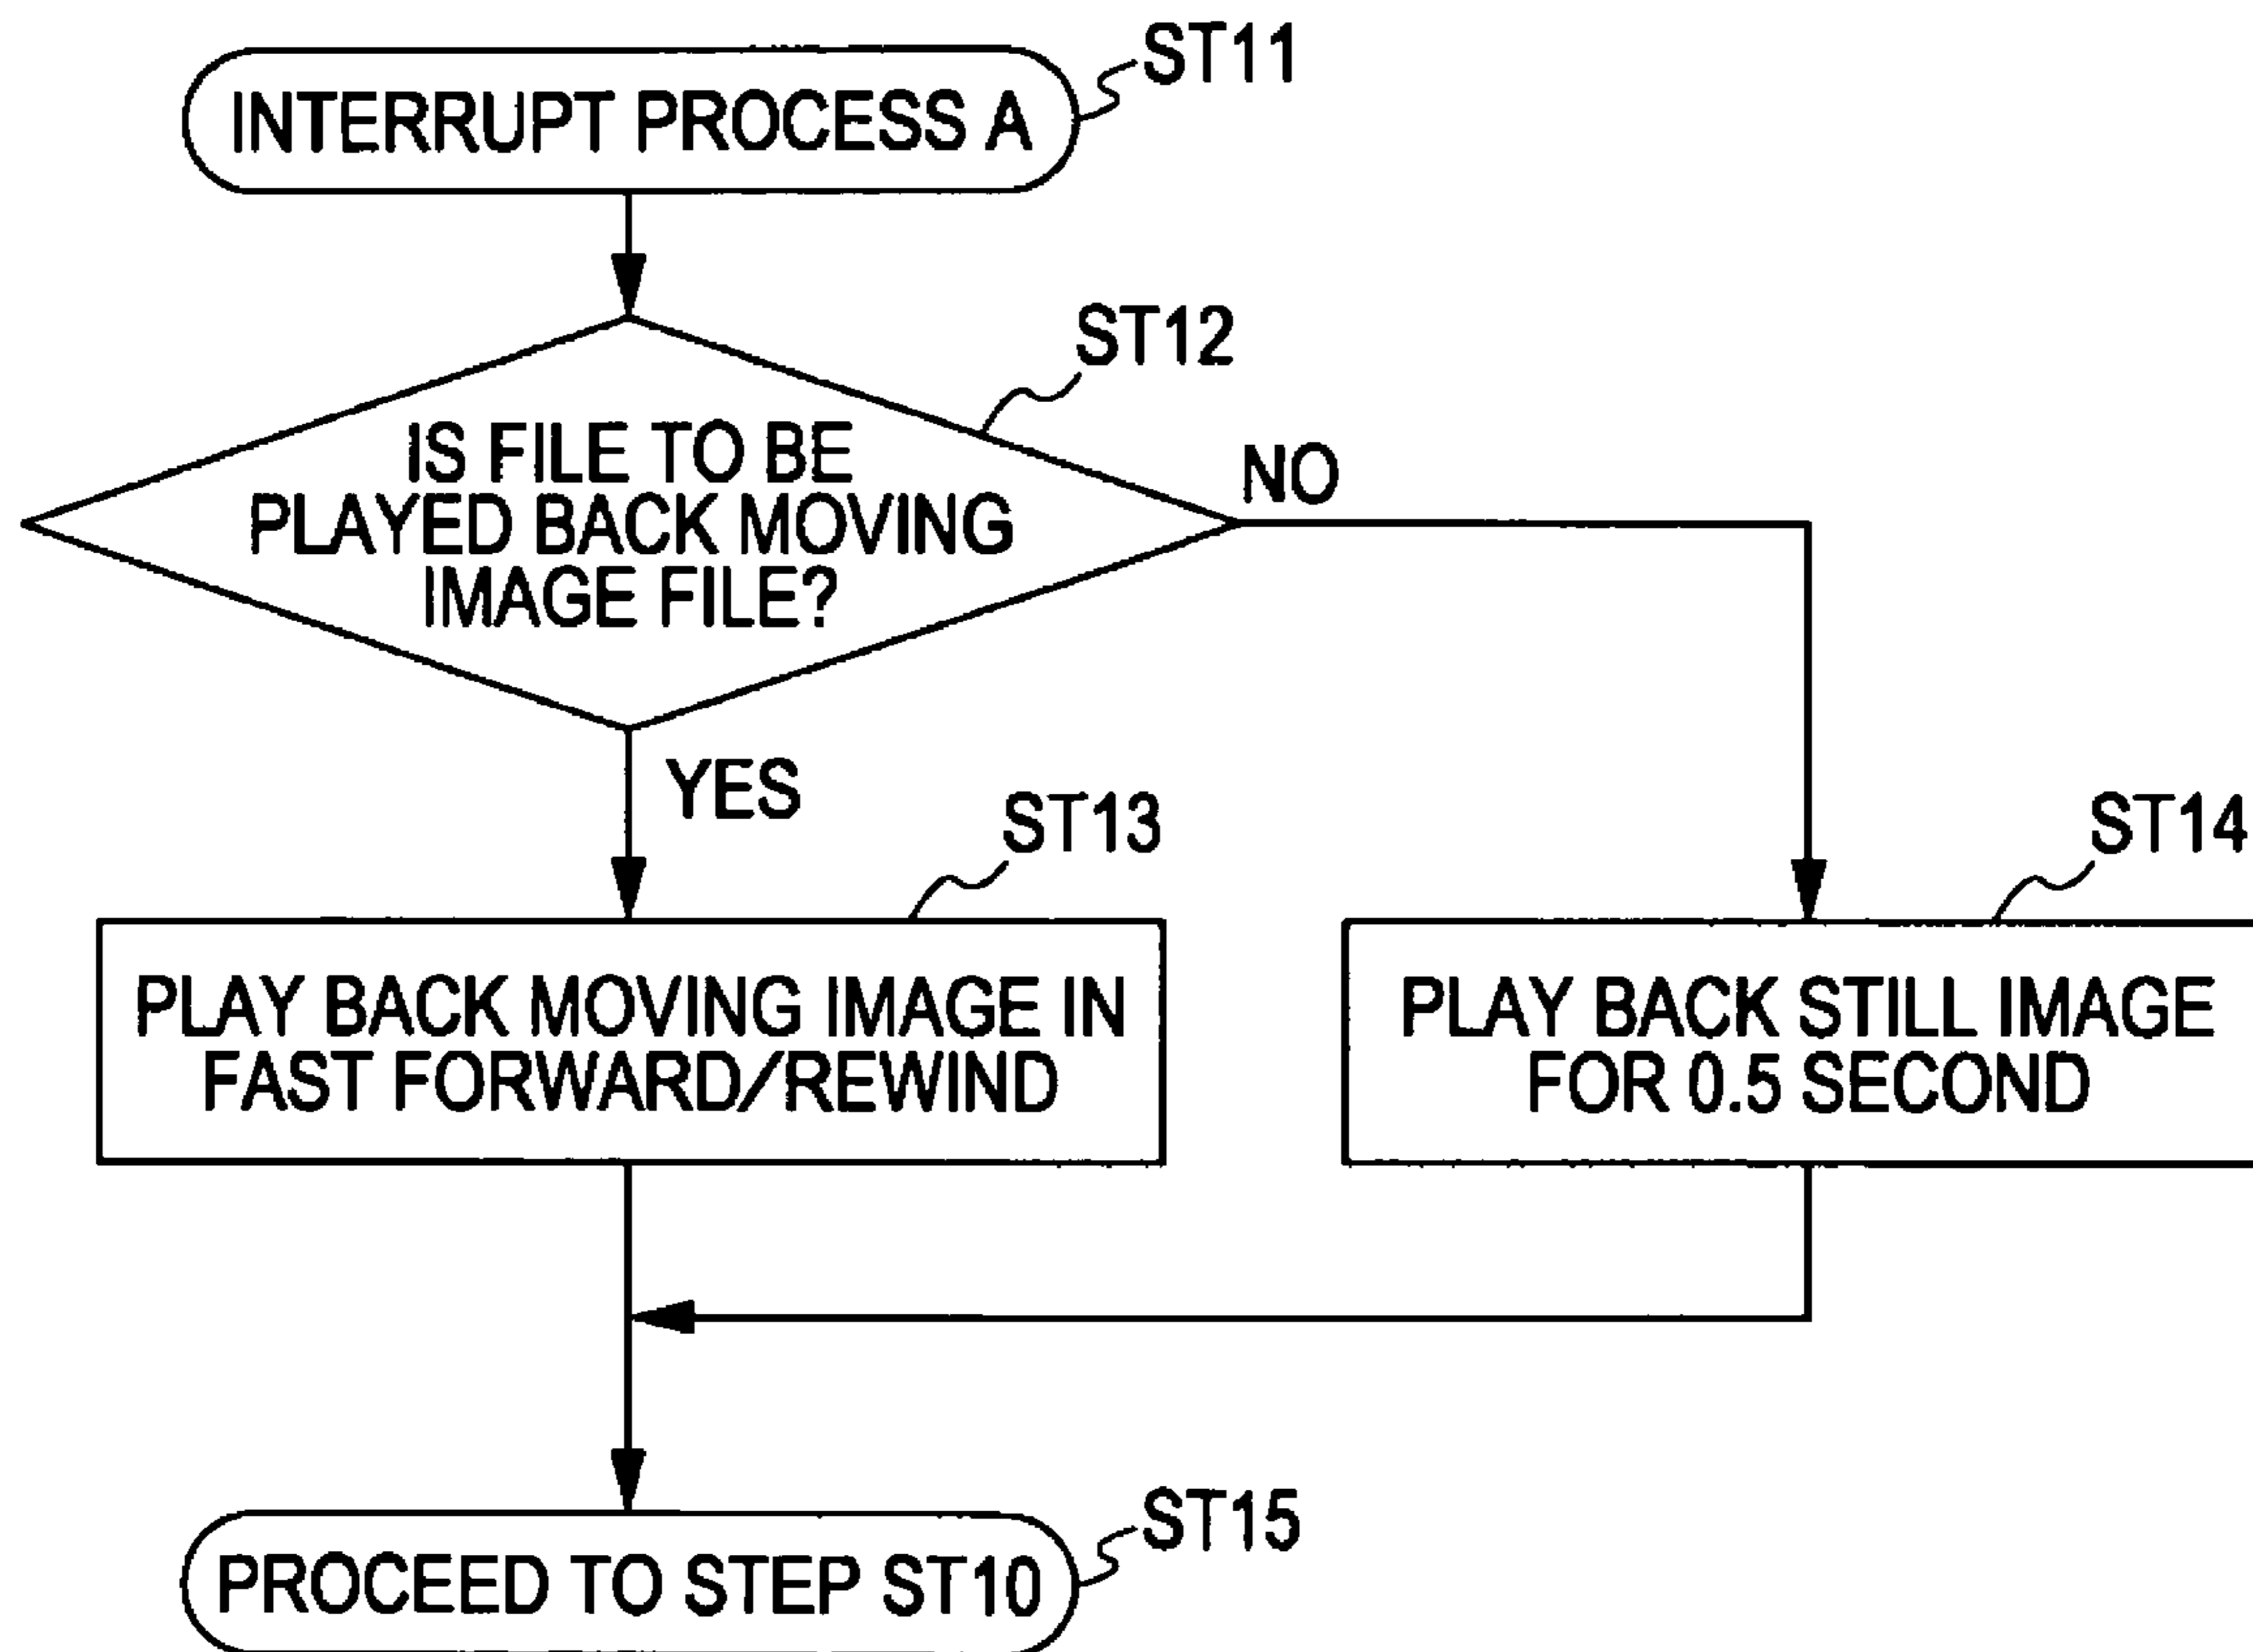 INTERRUPT PROCESS A
ST11
ST12
IS FILE TO BE
PLAYED BACK MOVING
IMAGE FILE?
NO
YES
ST13
PLAY BACK MOVING IMAGE IN
FAST FORWARD/REWIND
ST14
PLAY BACK STILL IMAGE
FOR 0.5 SECOND
PROCEED TO STEP ST10
ST15